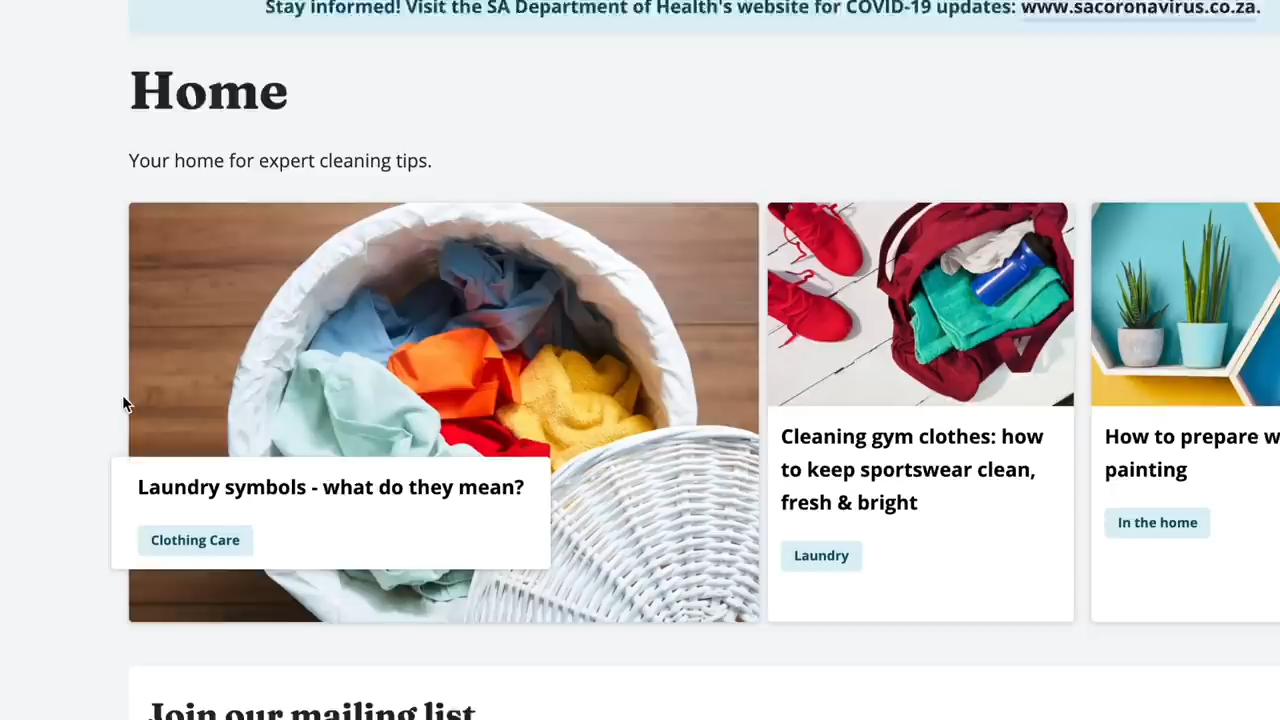 Stay informed! Visit the SA Department of Health's website for COVID-19 updates: www.sacoronavirus.co.za.
Home
Your home for expert cleaning tips.
Laundry symbols - what do they mean?
Clothing Care
Cleaning gym clothes: how
to keep sportswear clean,
fresh & bright
Laundry
How to prepare w
painting
In the home
Join our mailing list